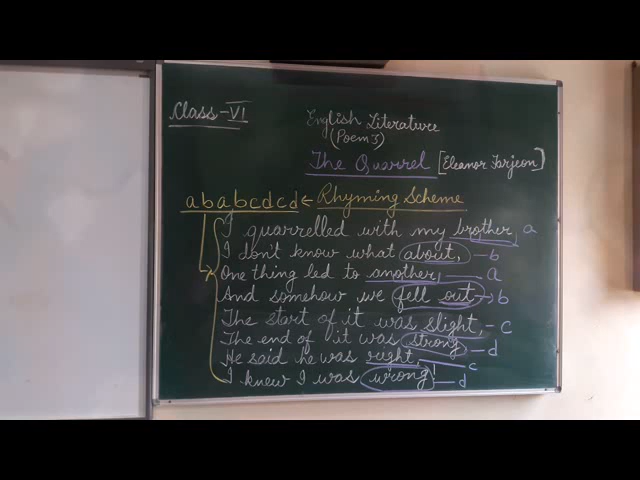 Class-VI
English Literature
(Poem 3)
The Quarrel [Eleanor Farjeon]
ababcdcd ← Rhyming Scheme
I quarrelled with my brother, a
I don't know what about, -b
One thing led to another, — a
And somehow we fell out → b
The start of it was slight, - c
The end of it was strong - d
He said he was right, c
I knew I was wrong! — d